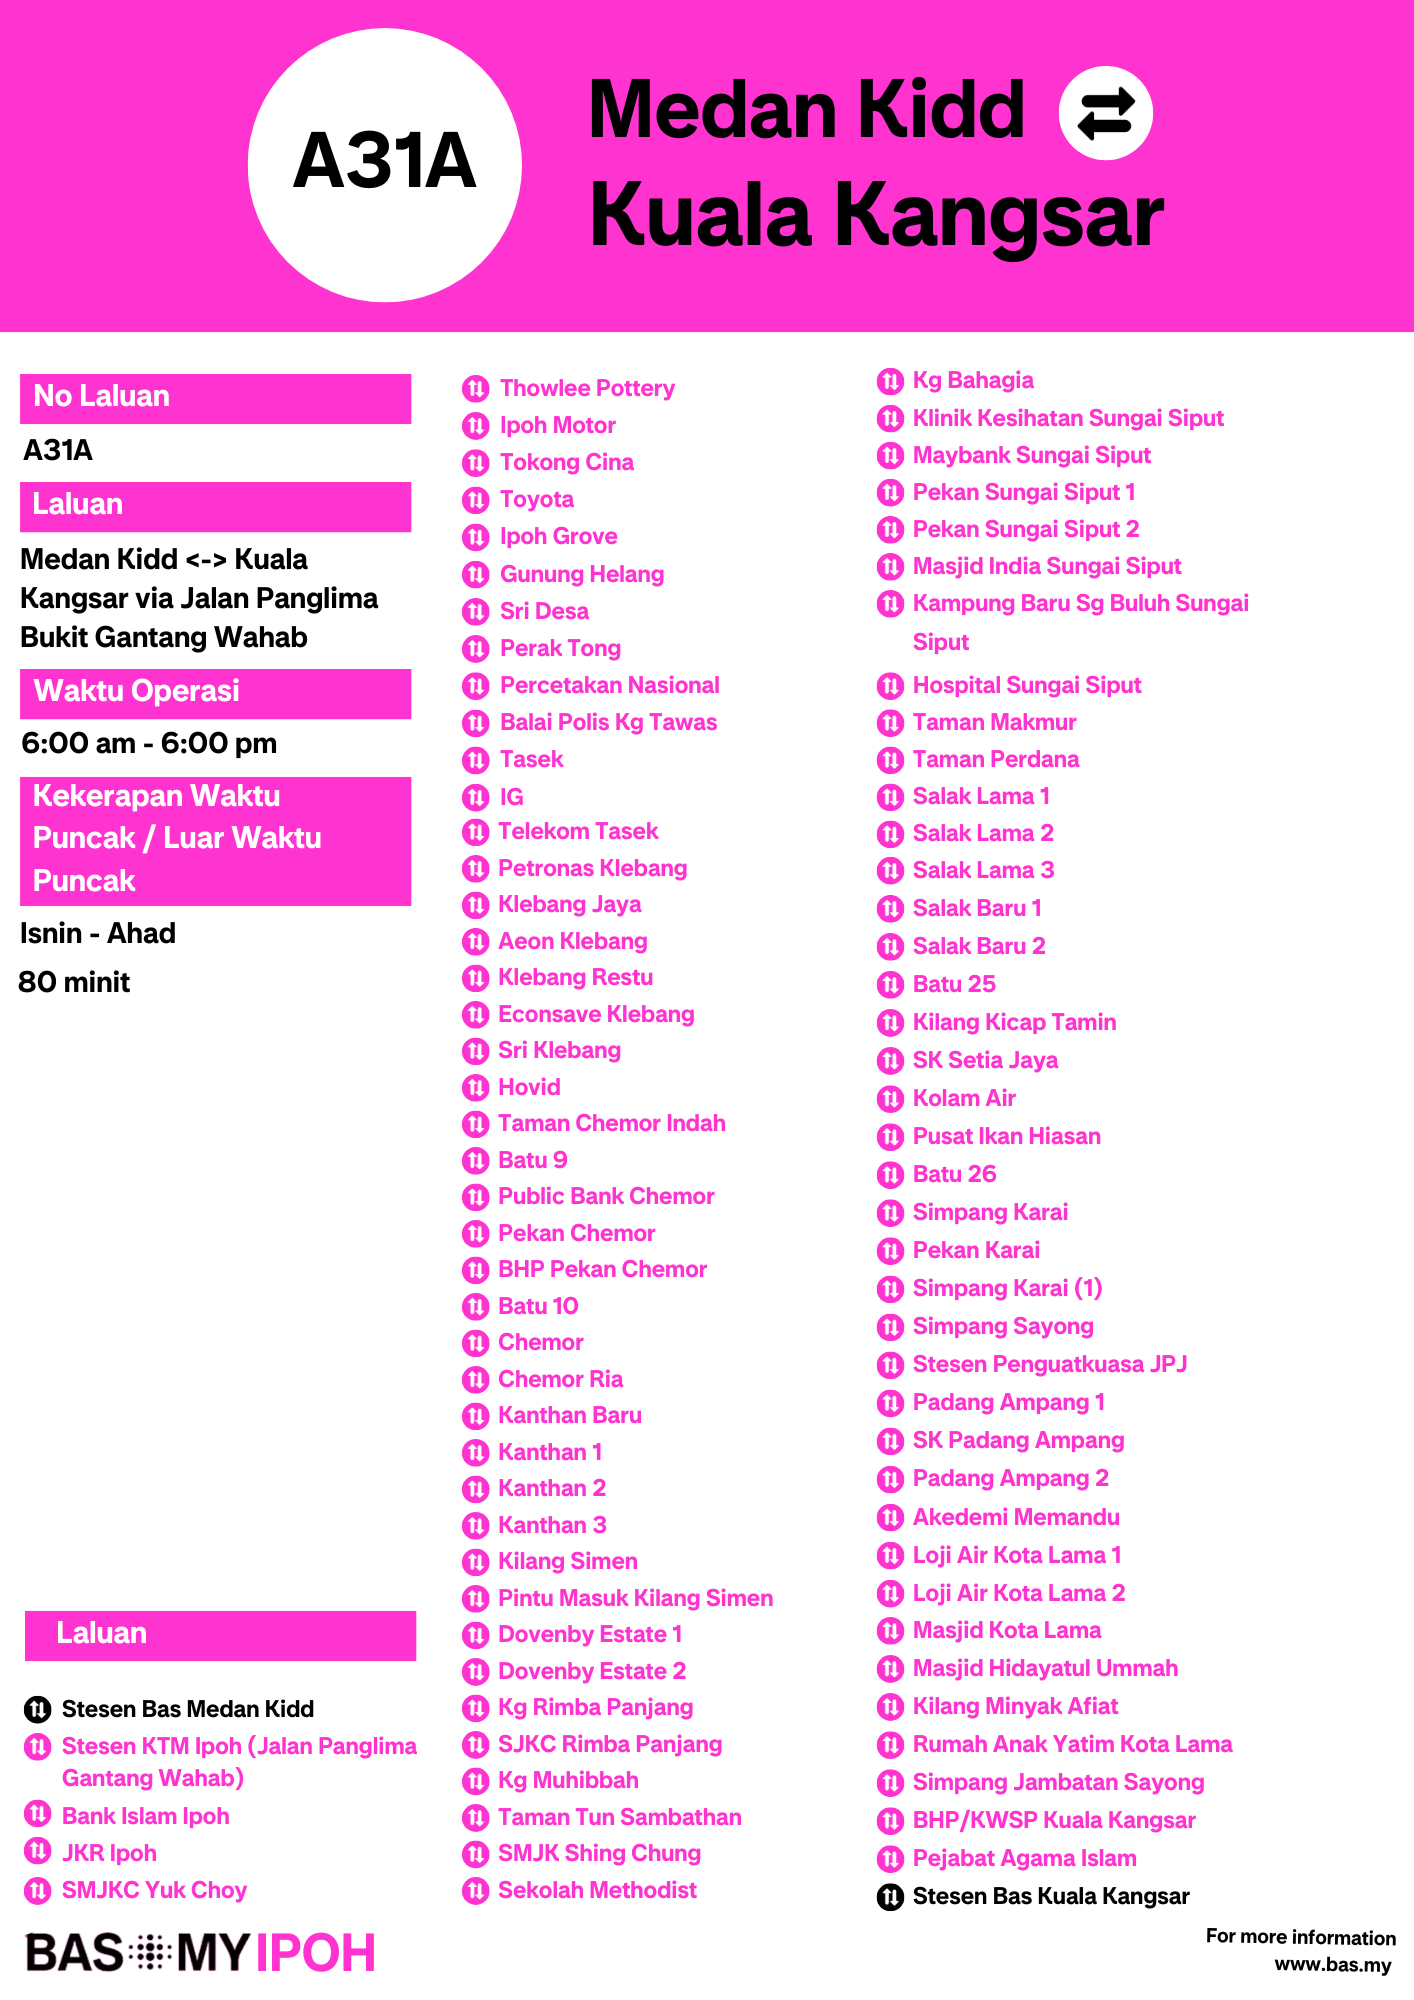 A31A
Medan Kidd
Kuala Kangsar
No Laluan
A31A
Laluan
Medan Kidd <-> Kuala
Kangsar via Jalan Panglima
Bukit Gantang Wahab
Waktu Operasi
6:00 am - 6:00 pm
Kekerapan Waktu
Puncak / Luar Waktu
Puncak
Isnin - Ahad
80 minit
Laluan
Stesen Bas Medan Kidd
Stesen KTM Ipoh (Jalan Panglima
Gantang Wahab)
Bank Islam Ipoh
JKR Ipoh
SMJKC Yuk Choy
Thowlee Pottery
Ipoh Motor
Tokong Cina
Toyota
Ipoh Grove
Gunung Helang
Sri Desa
Perak Tong
Percetakan Nasional
Balai Polis Kg Tawas
Tasek
IG
Telekom Tasek
Petronas Klebang
Klebang Jaya
Aeon Klebang
Klebang Restu
Econsave Klebang
Sri Klebang
Hovid
Taman Chemor Indah
Batu 9
Public Bank Chemor
Pekan Chemor
BHP Pekan Chemor
Batu 10
Chemor
Chemor Ria
Kanthan Baru
Kanthan 1
Kanthan 2
Kanthan 3
Kilang Simen
Pintu Masuk Kilang Simen
Dovenby Estate 1
Dovenby Estate 2
Kg Rimba Panjang
SJKC Rimba Panjang
Kg Muhibbah
Taman Tun Sambathan
SMJK Shing Chung
Sekolah Methodist
Kg Bahagia
Klinik Kesihatan Sungai Siput
Maybank Sungai Siput
Pekan Sungai Siput 1
Pekan Sungai Siput 2
Masjid India Sungai Siput
Kampung Baru Sg Buluh Sungai
Siput
Hospital Sungai Siput
Taman Makmur
Taman Perdana
Salak Lama 1
Salak Lama 2
Salak Lama 3
Salak Baru 1
Salak Baru 2
Batu 25
Kilang Kicap Tamin
SK Setia Jaya
Kolam Air
Pusat Ikan Hiasan
Batu 26
Simpang Karai
Pekan Karai
Simpang Karai (1)
Simpang Sayong
Stesen Penguatkuasa JPJ
Padang Ampang 1
SK Padang Ampang
Padang Ampang 2
Akedemi Memandu
Loji Air Kota Lama 1
Loji Air Kota Lama 2
Masjid Kota Lama
Masjid Hidayatul Ummah
Kilang Minyak Afiat
Rumah Anak Yatim Kota Lama
Simpang Jambatan Sayong
BHP/KWSP Kuala Kangsar
Pejabat Agama Islam
Stesen Bas Kuala Kangsar
BAS MY IPOH
For more information
www.bas.my